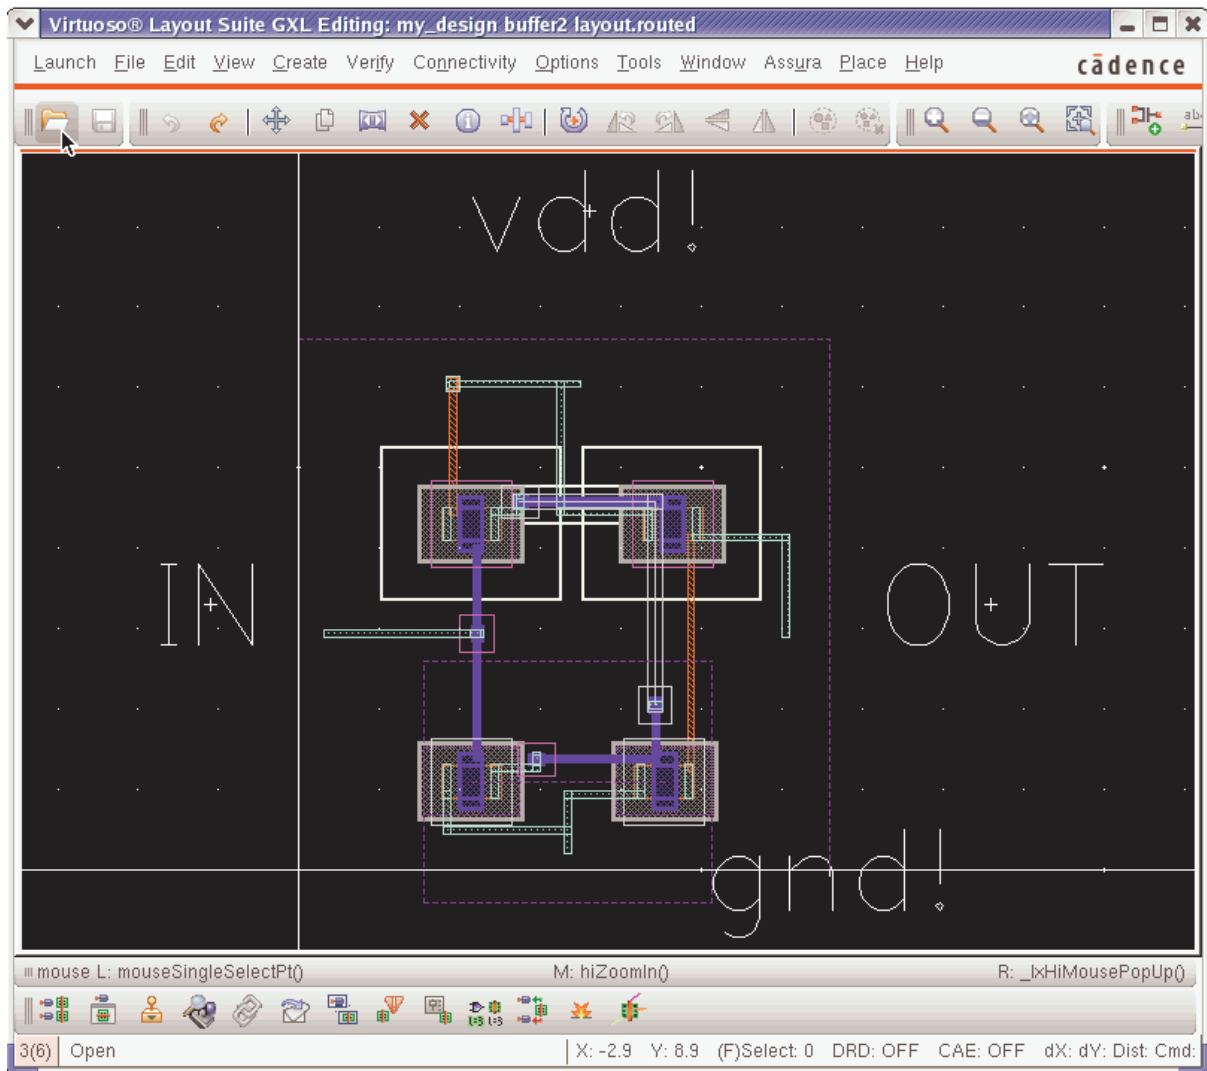 Virtuoso® Layout Suite GXL Editing: my_design buffer2 layout.routed
Launch File Edit View Create Verify Connectivity Options Tools Window Assura Place Help cādence
vdd!
IN
OUT
gnd!
mouse L: mouseSingleSelectPt() M: hiZoomIn() R: _lxHiMousePopUp()
3(6) Open X: -2.9 Y: 8.9 (F)Select: 0 DRD: OFF CAE: OFF dX: dY: Dist: Cmd: